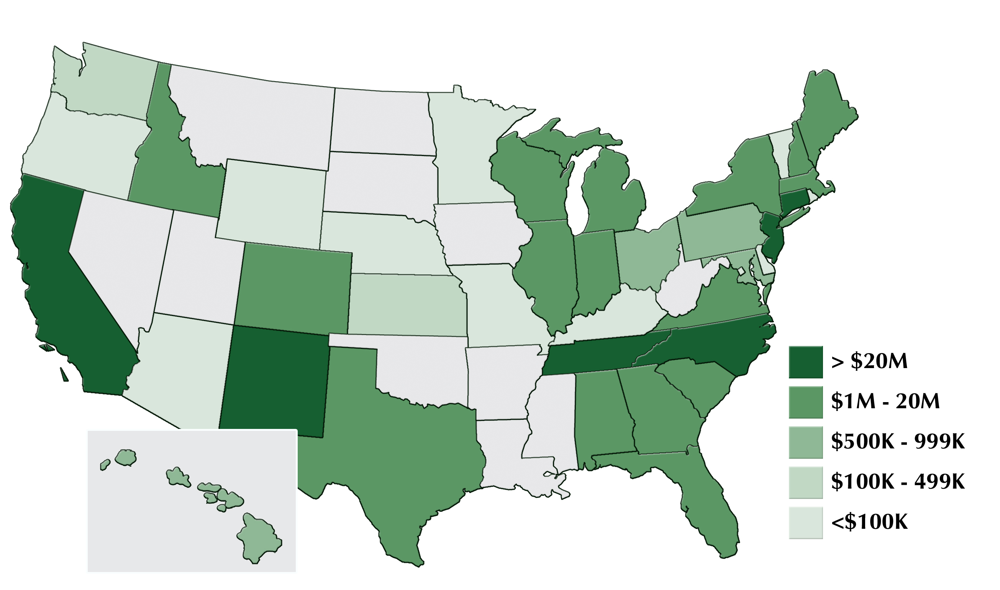 > $20M
$1M - 20M
$500K - 999K
$100K - 499K
<$100K